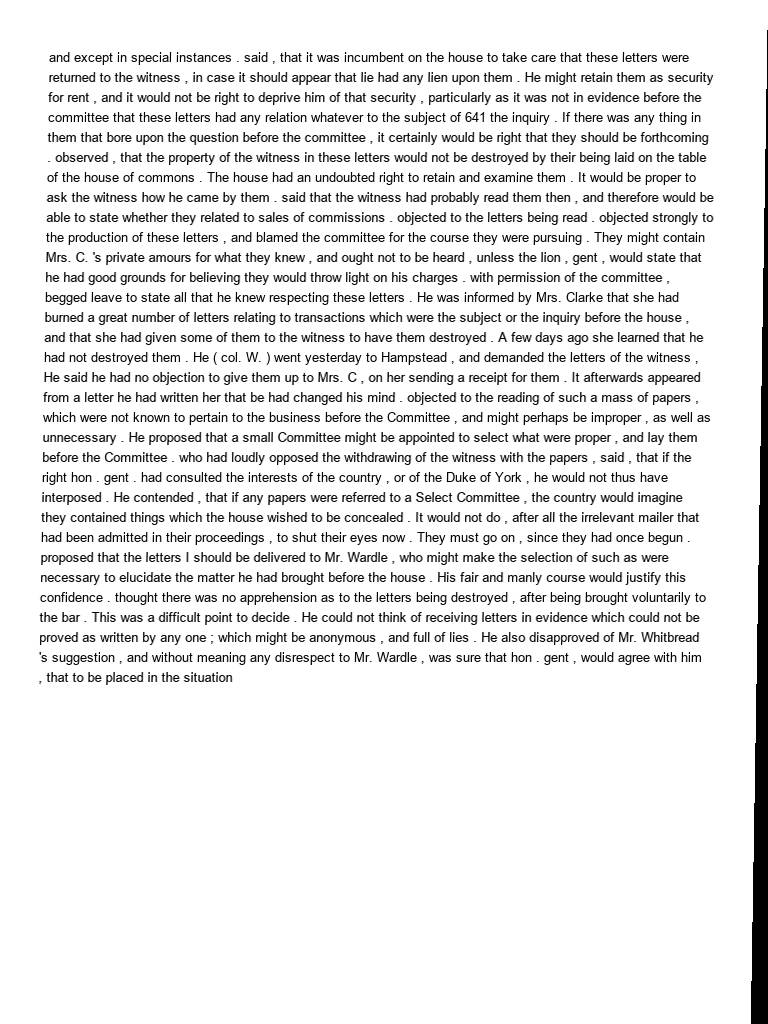 and except in special instances . said , that it was incumbent on the house to take care that these letters were
returned to the witness , in case it should appear that lie had any lien upon them . He might retain them as security
for rent , and it would not be right to deprive him of that security , particularly as it was not in evidence before the
committee that these letters had any relation whatever to the subject of 641 the inquiry . If there was any thing in
them that bore upon the question before the committee , it certainly would be right that they should be forthcoming
. observed , that the property of the witness in these letters would not be destroyed by their being laid on the table
of the house of commons . The house had an undoubted right to retain and examine them . It would be proper to
ask the witness how he came by them . said that the witness had probably read them then , and therefore would be
able to state whether they related to sales of commissions . objected to the letters being read . objected strongly to
the production of these letters , and blamed the committee for the course they were pursuing . They might contain
Mrs. C. 's private amours for what they knew , and ought not to be heard , unless the lion , gent , would state that
he had good grounds for believing they would throw light on his charges . with permission of the committee ,
begged leave to state all that he knew respecting these letters . He was informed by Mrs. Clarke that she had
burned a great number of letters relating to transactions which were the subject or the inquiry before the house ,
and that she had given some of them to the witness to have them destroyed . A few days ago she learned that he
had not destroyed them . He ( col. W. ) went yesterday to Hampstead , and demanded the letters of the witness ,
He said he had no objection to give them up to Mrs. C , on her sending a receipt for them . It afterwards appeared
from a letter he had written her that be had changed his mind . objected to the reading of such a mass of papers ,
which were not known to pertain to the business before the Committee , and might perhaps be improper , as well as
unnecessary . He proposed that a small Committee might be appointed to select what were proper , and lay them
before the Committee . who had loudly opposed the withdrawing of the witness with the papers , said , that if the
right hon . gent . had consulted the interests of the country , or of the Duke of York , he would not thus have
interposed . He contended , that if any papers were referred to a Select Committee , the country would imagine
they contained things which the house wished to be concealed . It would not do , after all the irrelevant mailer that
had been admitted in their proceedings , to shut their eyes now . They must go on , since they had once begun .
proposed that the letters I should be delivered to Mr. Wardle , who might make the selection of such as were
necessary to elucidate the matter he had brought before the house . His fair and manly course would justify this
confidence . thought there was no apprehension as to the letters being destroyed , after being brought voluntarily to
the bar . This was a difficult point to decide . He could not think of receiving letters in evidence which could not be
proved as written by any one ; which might be anonymous , and full of lies . He also disapproved of Mr. Whitbread
's suggestion , and without meaning any disrespect to Mr. Wardle , was sure that hon . gent , would agree with him
, that to be placed in the situation